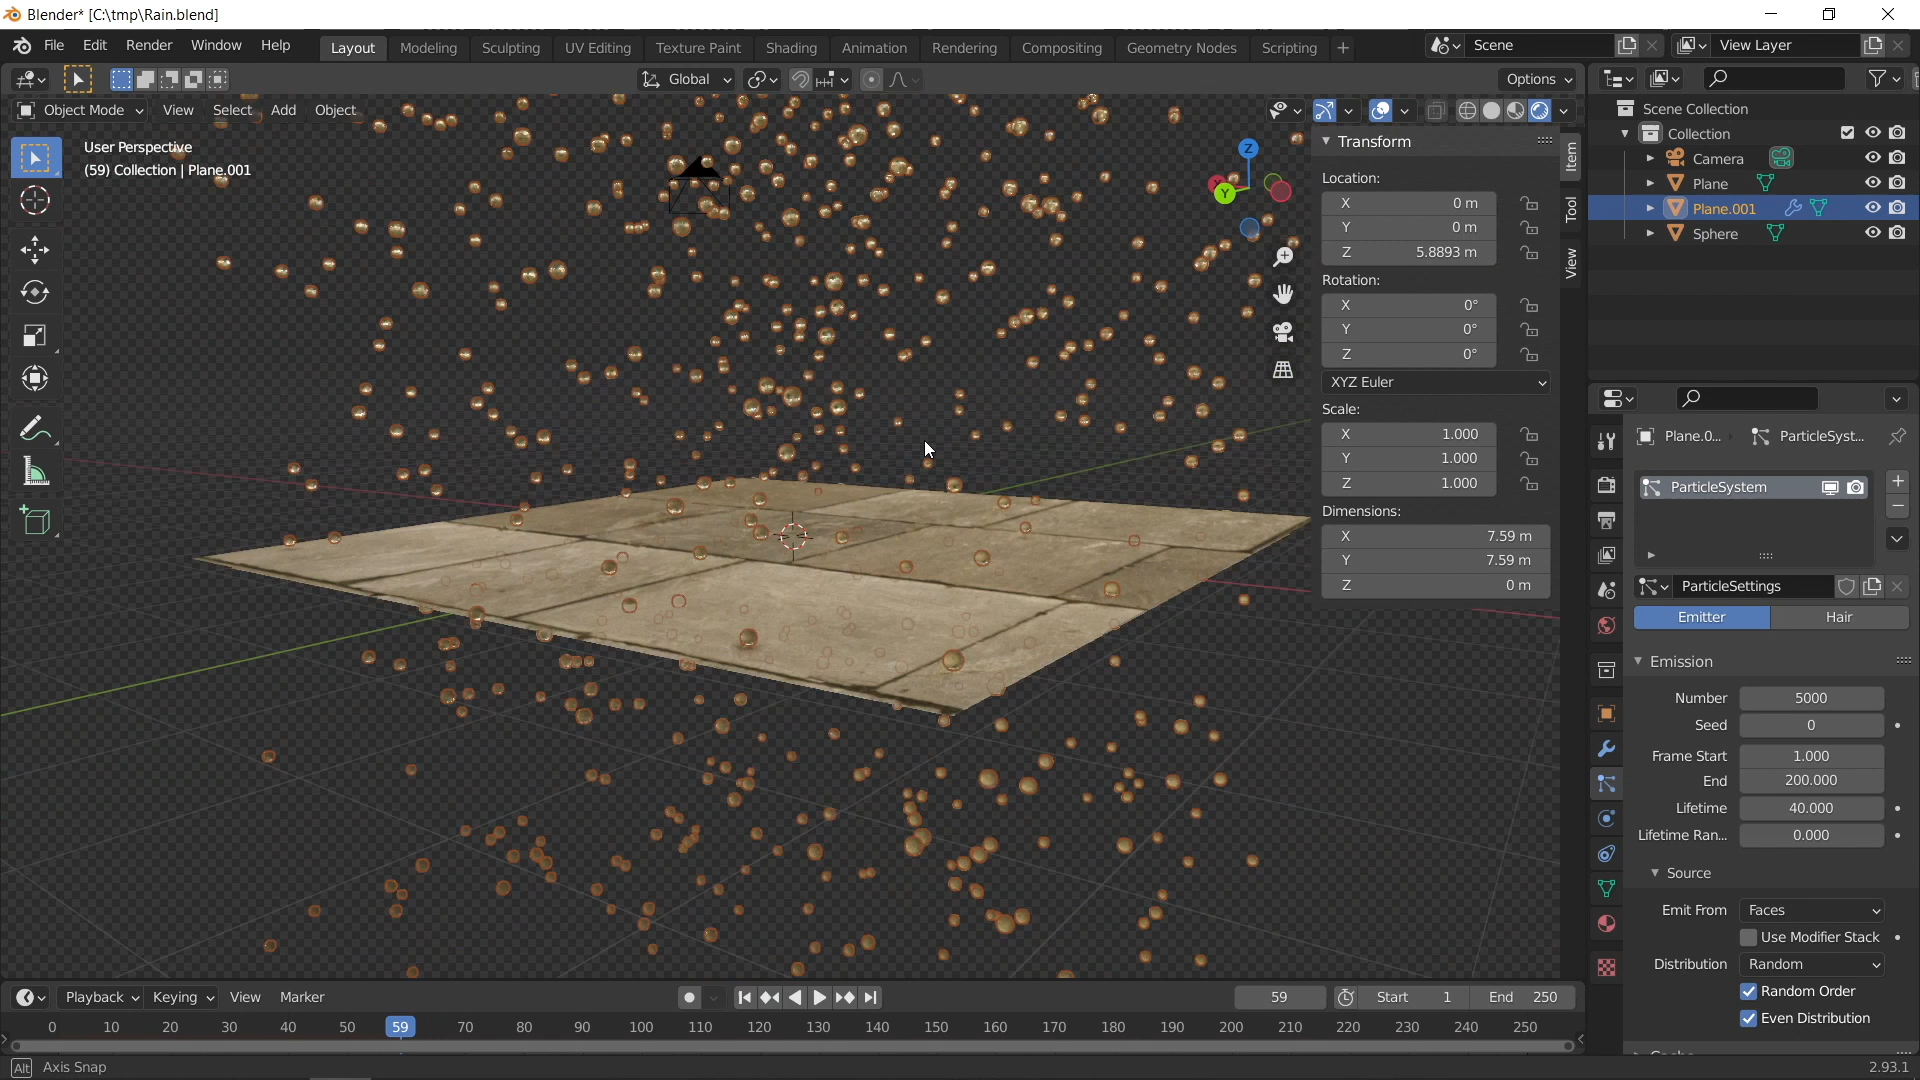 Blender* [C:\tmp\Rain.blend]
File Edit Render Window Help
Layout Modeling Sculpting UV Editing Texture Paint Shading Animation Rendering Compositing Geometry Nodes Scripting +
Scene
View Layer
Global
Options
Object Mode View Select Add Object
User Perspective
(59) Collection | Plane.001
Z
X
Y
Transform
Location:
X 0 m
Y 0 m
Z 5.8893 m
Rotation:
X 0°
Y 0°
Z 0°
XYZ Euler
Scale:
X 1.000
Y 1.000
Z 1.000
Dimensions:
X 7.59 m
Y 7.59 m
Z 0 m
Item
Tool
View
Scene Collection
Collection
Camera
Plane
Plane.001
Sphere
Plane.0... ParticleSyst...
ParticleSystem
ParticleSettings
Emitter Hair
Emission
Number 5000
Seed 0
Frame Start 1.000
End 200.000
Lifetime 40.000
Lifetime Ran... 0.000
Source
Emit From Faces
Use Modifier Stack
Distribution Random
Random Order
Even Distribution
Playback Keying View Marker
59
Start 1
End 250
0 10 20 30 40 50 59 70 80 90 100 110 120 130 140 150 160 170 180 190 200 210 220 230 240 250
Alt Axis Snap
2.93.1